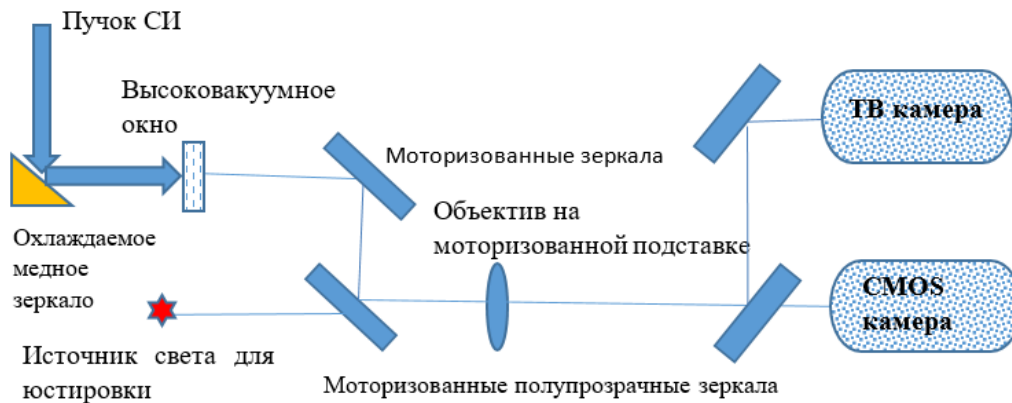 Пучок СИ
Высоковакуумное
окно
Моторизованные зеркала
ТВ камера
Объектив на
моторизованной подставке
Охлаждаемое
медное
зеркало
CMOS
камера
Источник света для
юстировки
Моторизованные полупрозрачные зеркала